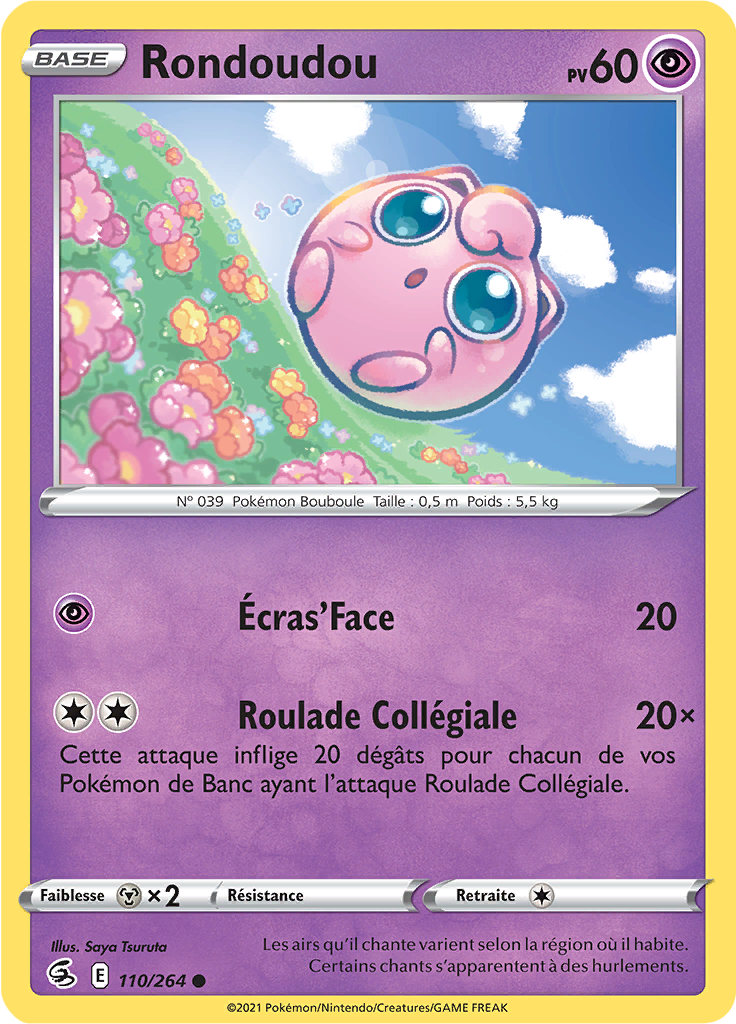 BASE Rondoudou PV60
Nº 039 Pokémon Bouboule Taille : 0,5 m Poids : 5,5 kg
Écras’Face 20
Roulade Collégiale 20×
Cette attaque inflige 20 dégâts pour chacun de vos
Pokémon de Banc ayant l’attaque Roulade Collégiale.
Faiblesse ×2 Résistance Retraite
Illus. Saya Tsuruta
Les airs qu’il chante varient selon la région où il habite.
Certains chants s’apparentent à des hurlements.
E 110/264
©2021 Pokémon/Nintendo/Creatures/GAME FREAK